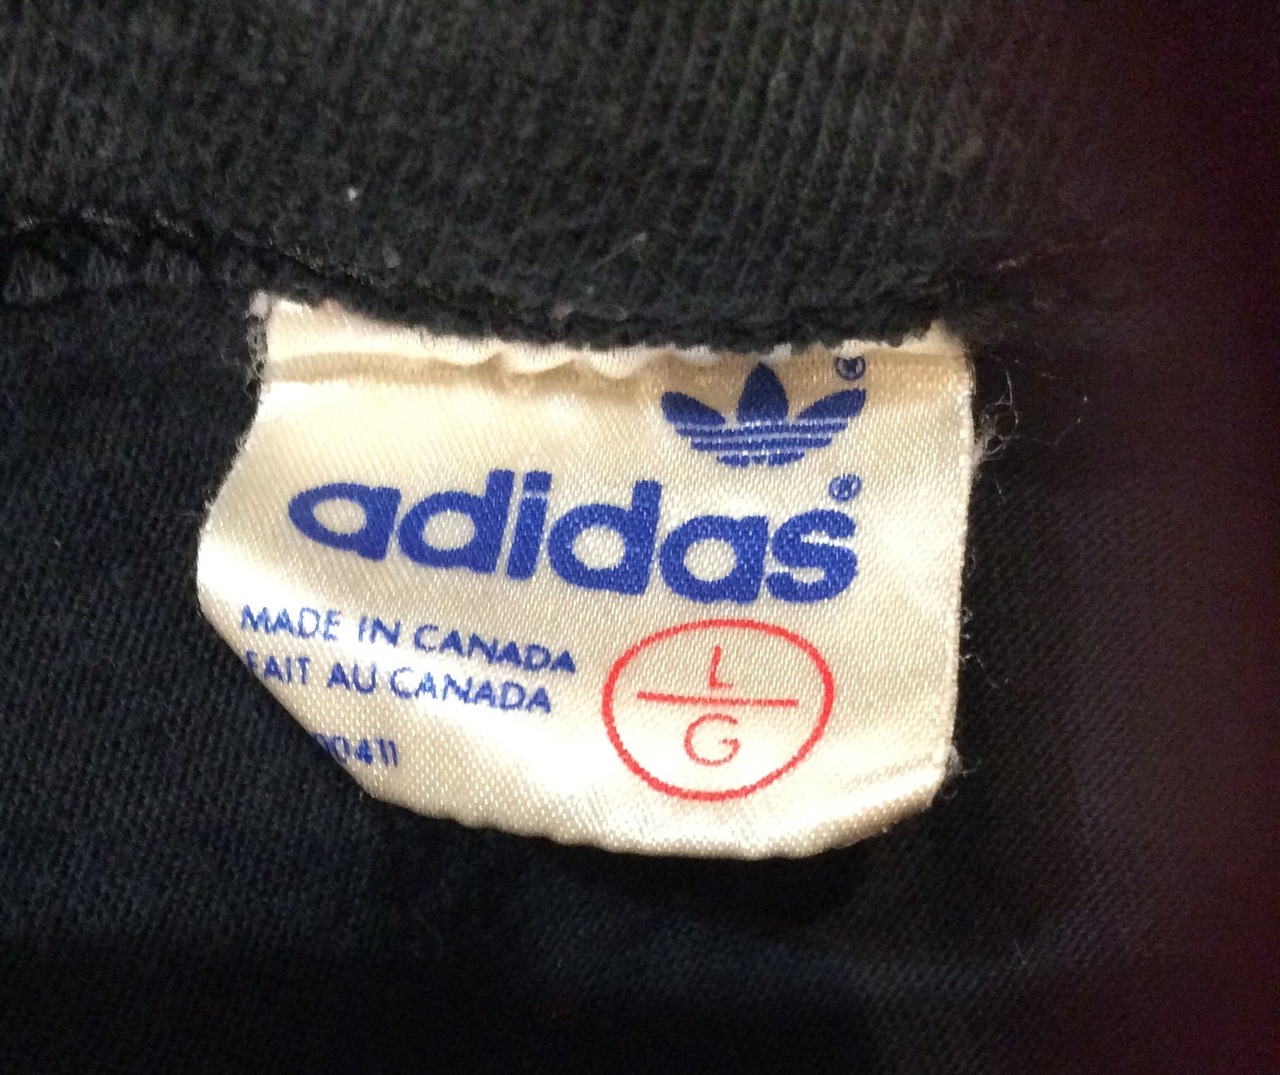 adidas®
MADE IN CANADA
FAIT AU CANADA
L
G